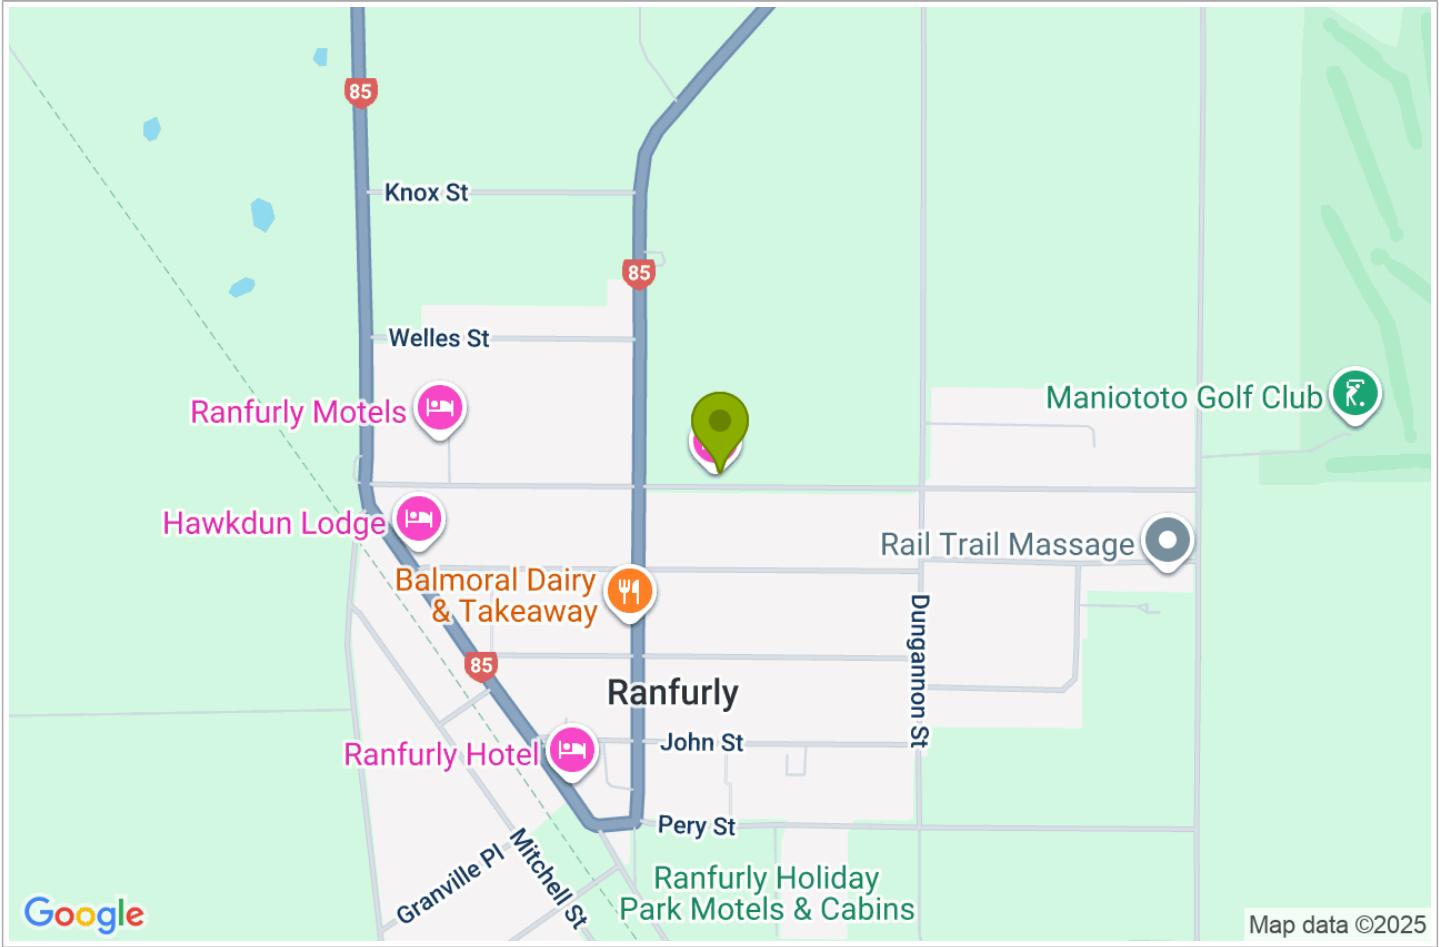 85
Knox St
85
Welles St
Ranfurly Motels
Maniototo Golf Club
Hawkdun Lodge
Rail Trail Massage
Balmoral Dairy
& Takeaway
Dungannon St
85
Ranfurly
John St
Ranfurly Hotel
Pery St
Mitchell St
Granville Pl
Ranfurly Holiday
Park Motels & Cabins
Google
Map data ©2025